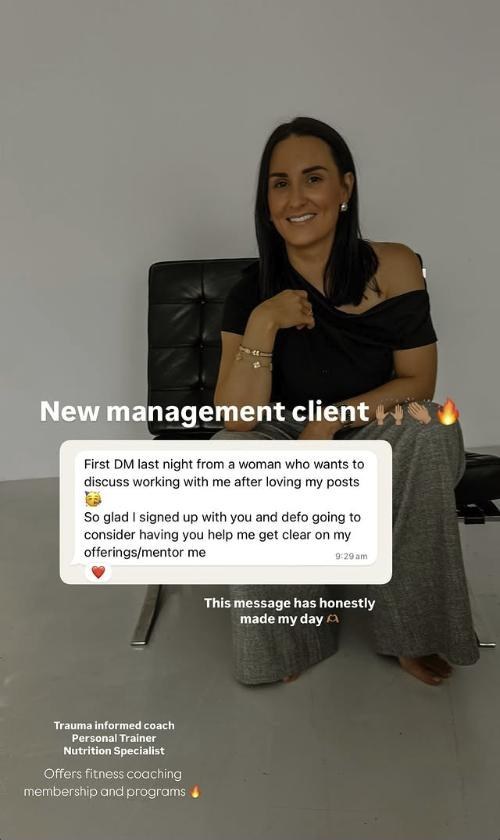 New management client 🙌🏽👏🏽🔥
First DM last night from a woman who wants to
discuss working with me after loving my posts
🥳
So glad I signed up with you and defo going to
consider having you help me get clear on my
offerings/mentor me
9:29 am
❤️
This message has honestly
made my day 🫶🏽
Trauma informed coach
Personal Trainer
Nutrition Specialist
Offers fitness coaching
membership and programs 🔥